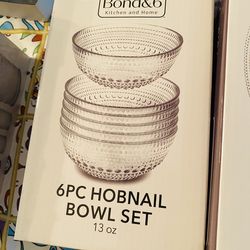 Bond&6
Kitchen and Home
6PC HOBNAIL
BOWL SET
13 oz